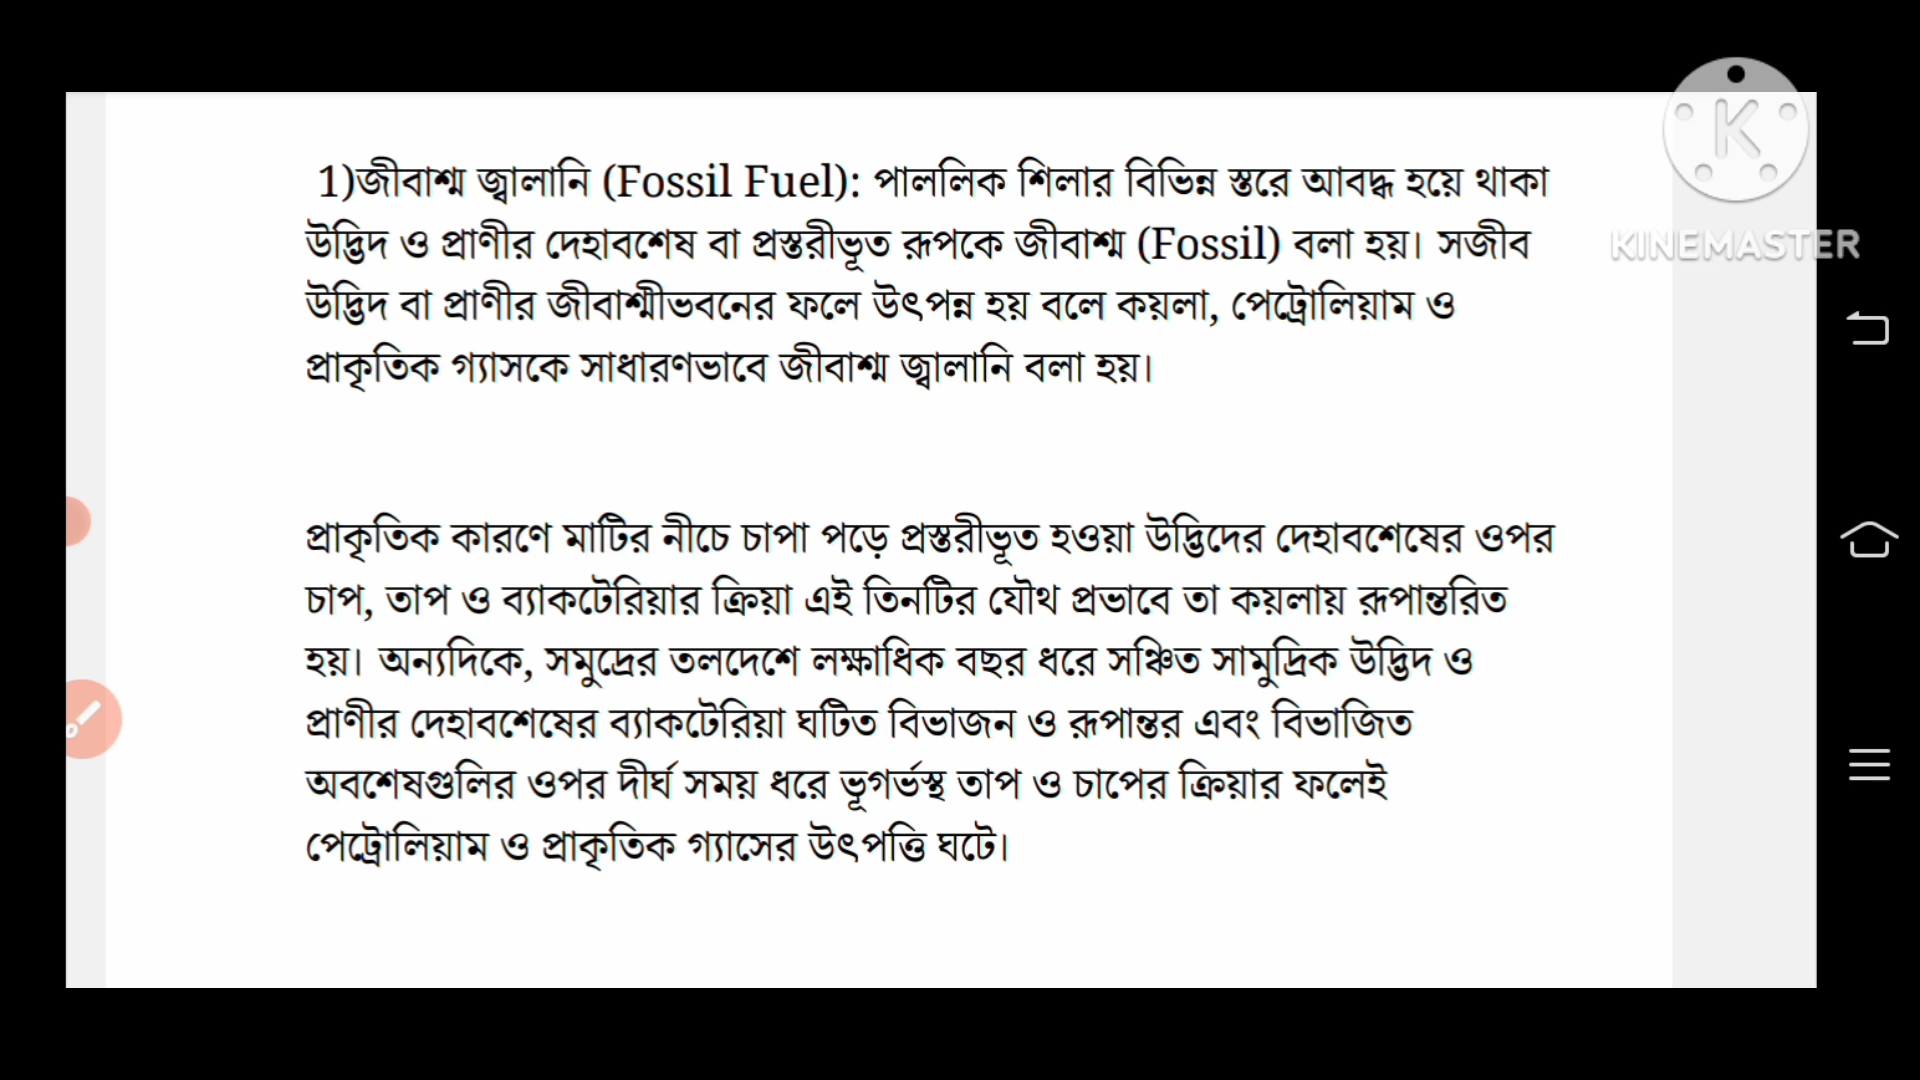 K
KINEMASTER
1)জীবাশ্ম জ্বালানি (Fossil Fuel): পাললিক শিলার বিভিন্ন স্তরে আবদ্ধ হয়ে থাকা
উদ্ভিদ ও প্রাণীর দেহাবশেষ বা প্রস্তরীভূত রূপকে জীবাশ্ম (Fossil) বলা হয়। সজীব
উদ্ভিদ বা প্রাণীর জীবাশ্মীভবনের ফলে উৎপন্ন হয় বলে কয়লা, পেট্রোলিয়াম ও
প্রাকৃতিক গ্যাসকে সাধারণভাবে জীবাশ্ম জ্বালানি বলা হয়।
প্রাকৃতিক কারণে মাটির নীচে চাপা পড়ে প্রস্তরীভূত হওয়া উদ্ভিদের দেহাবশেষের ওপর
চাপ, তাপ ও ব্যাকটেরিয়ার ক্রিয়া এই তিনটির যৌথ প্রভাবে তা কয়লায় রূপান্তরিত
হয়। অন্যদিকে, সমুদ্রের তলদেশে লক্ষাধিক বছর ধরে সঞ্চিত সামুদ্রিক উদ্ভিদ ও
প্রাণীর দেহাবশেষের ব্যাকটেরিয়া ঘটিত বিভাজন ও রূপান্তর এবং বিভাজিত
অবশেষগুলির ওপর দীর্ঘ সময় ধরে ভূগর্ভস্থ তাপ ও চাপের ক্রিয়ার ফলেই
পেট্রোলিয়াম ও প্রাকৃতিক গ্যাসের উৎপত্তি ঘটে।